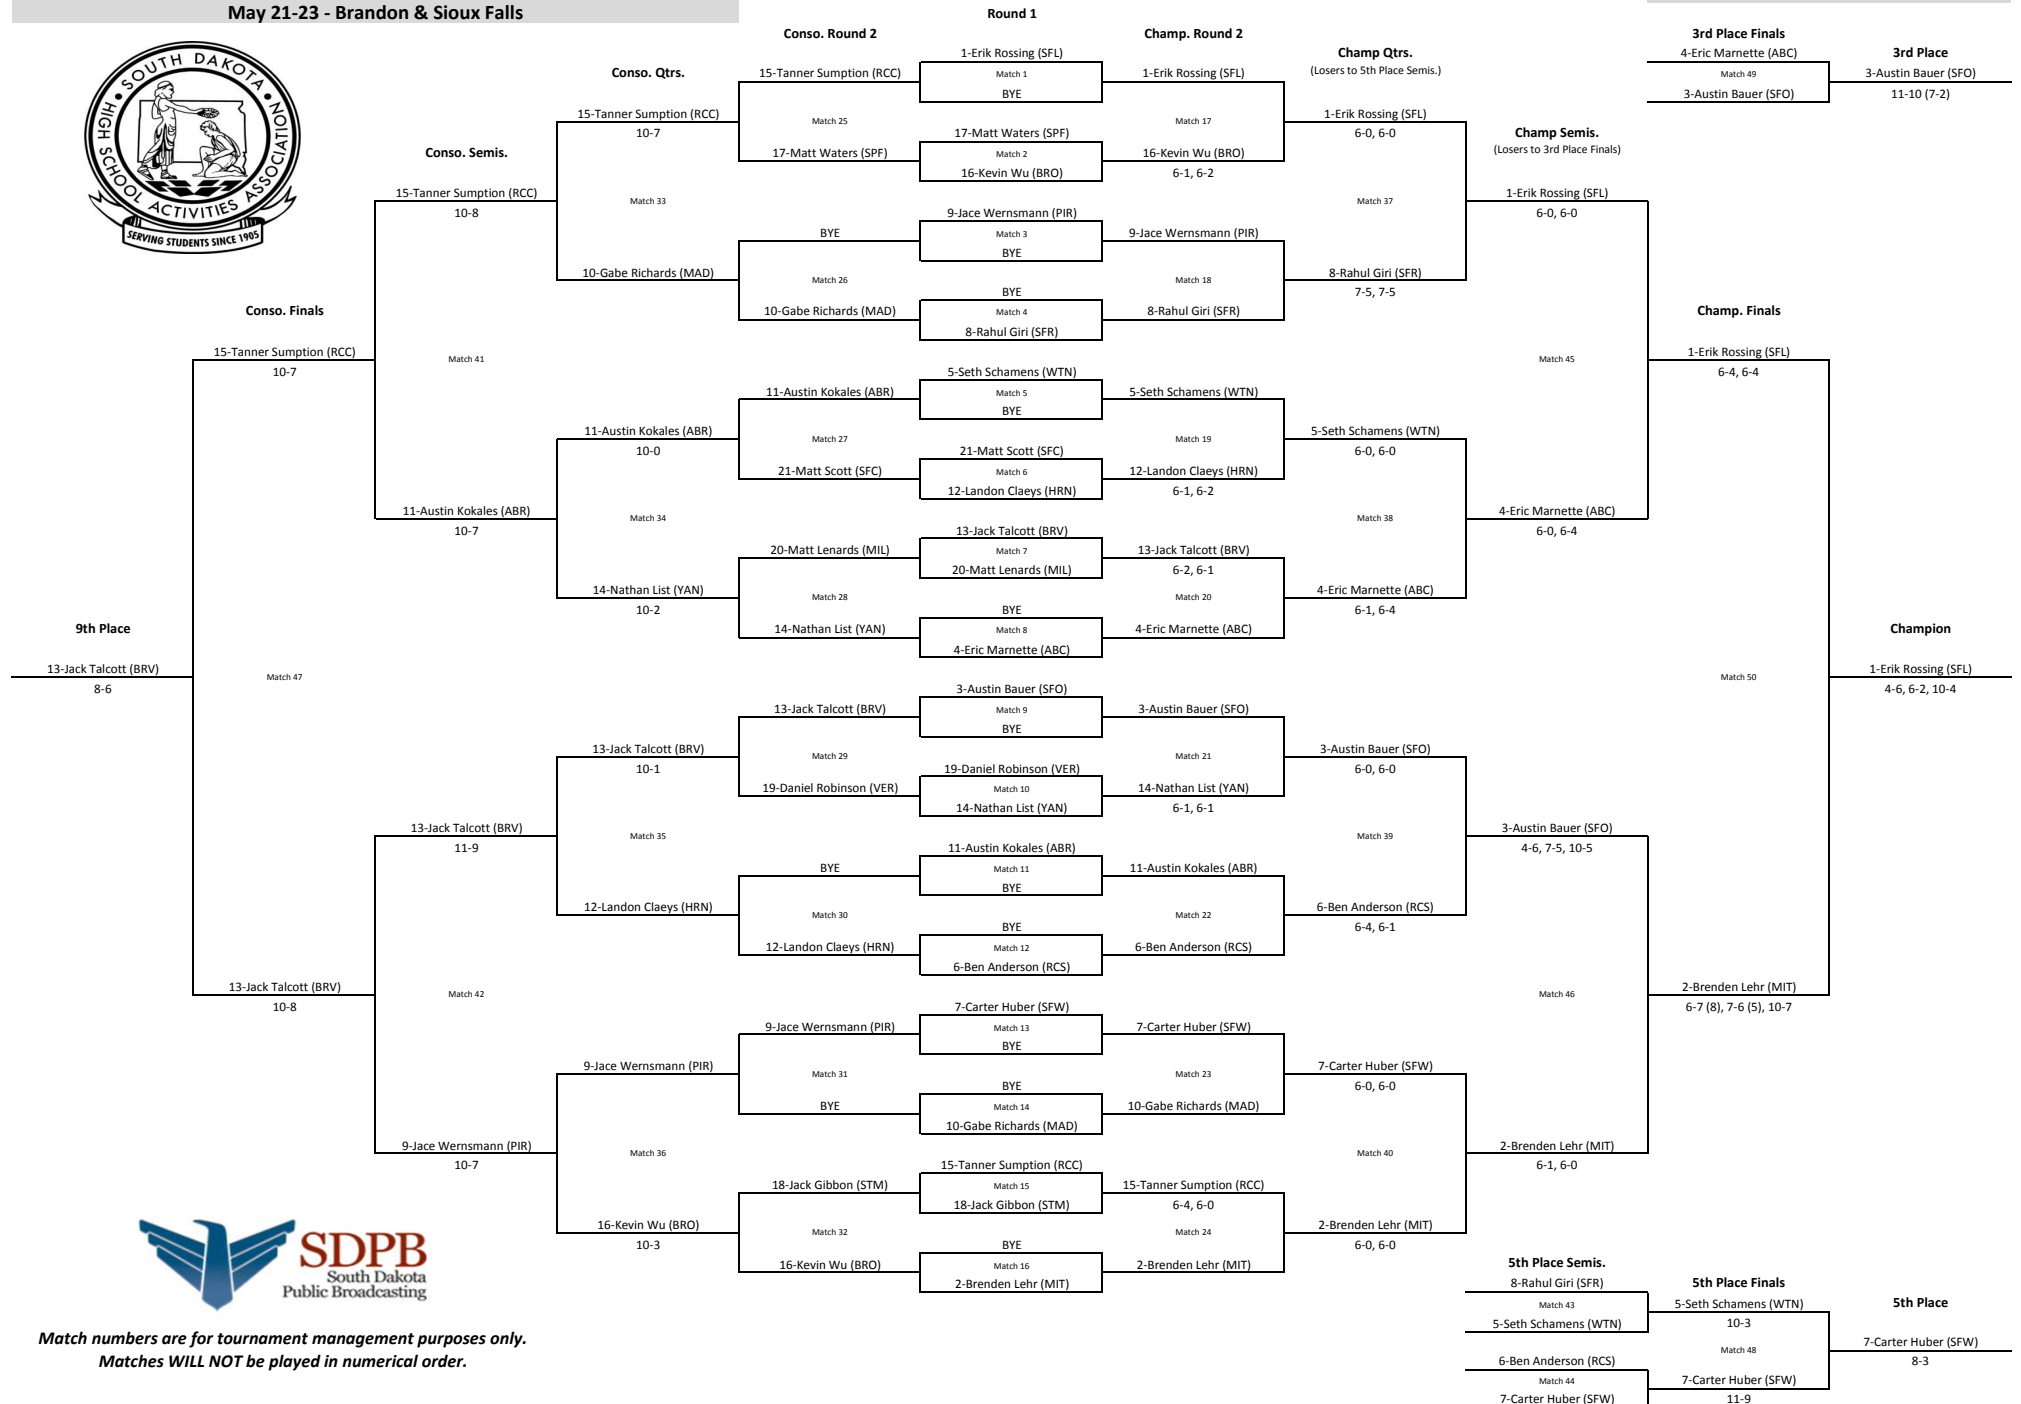 May 21-23 - Brandon & Sioux Falls
SOUTH DAKOTA
HIGH SCHOOL ACTIVITIES ASSOCIATION
SERVING STUDENTS SINCE 1905
9th Place
13-Jack Talcott (BRV)
8-6
Conso. Finals
15-Tanner Sumption (RCC)
10-7
Match 47
13-Jack Talcott (BRV)
10-8
Conso. Semis.
15-Tanner Sumption (RCC)
10-8
Match 41
11-Austin Kokales (ABR)
10-7
13-Jack Talcott (BRV)
11-9
Match 42
9-Jace Wernsmann (PIR)
10-7
Conso. Qtrs.
15-Tanner Sumption (RCC)
10-7
Match 33
10-Gabe Richards (MAD)
11-Austin Kokales (ABR)
10-0
Match 34
14-Nathan List (YAN)
10-2
13-Jack Talcott (BRV)
10-1
Match 35
12-Landon Claeys (HRN)
9-Jace Wernsmann (PIR)
Match 36
16-Kevin Wu (BRO)
10-3
Conso. Round 2
15-Tanner Sumption (RCC)
Match 25
17-Matt Waters (SPF)
BYE
Match 26
10-Gabe Richards (MAD)
11-Austin Kokales (ABR)
Match 27
21-Matt Scott (SFC)
20-Matt Lenards (MIL)
Match 28
14-Nathan List (YAN)
13-Jack Talcott (BRV)
Match 29
19-Daniel Robinson (VER)
BYE
Match 30
12-Landon Claeys (HRN)
9-Jace Wernsmann (PIR)
Match 31
BYE
18-Jack Gibbon (STM)
Match 32
16-Kevin Wu (BRO)
Round 1
1-Erik Rossing (SFL)
Match 1
BYE
17-Matt Waters (SPF)
Match 2
16-Kevin Wu (BRO)
9-Jace Wernsmann (PIR)
Match 3
BYE
BYE
Match 4
8-Rahul Giri (SFR)
5-Seth Schamens (WTN)
Match 5
BYE
21-Matt Scott (SFC)
Match 6
12-Landon Claeys (HRN)
13-Jack Talcott (BRV)
Match 7
20-Matt Lenards (MIL)
BYE
Match 8
4-Eric Marnette (ABC)
3-Austin Bauer (SFO)
Match 9
BYE
19-Daniel Robinson (VER)
Match 10
14-Nathan List (YAN)
11-Austin Kokales (ABR)
Match 11
BYE
BYE
Match 12
6-Ben Anderson (RCS)
7-Carter Huber (SFW)
Match 13
BYE
BYE
Match 14
10-Gabe Richards (MAD)
15-Tanner Sumption (RCC)
Match 15
18-Jack Gibbon (STM)
BYE
Match 16
2-Brenden Lehr (MIT)
Champ. Round 2
1-Erik Rossing (SFL)
Match 17
16-Kevin Wu (BRO)
6-1, 6-2
9-Jace Wernsmann (PIR)
Match 18
8-Rahul Giri (SFR)
5-Seth Schamens (WTN)
Match 19
12-Landon Claeys (HRN)
6-1, 6-2
13-Jack Talcott (BRV)
6-2, 6-1
Match 20
4-Eric Marnette (ABC)
3-Austin Bauer (SFO)
Match 21
14-Nathan List (YAN)
6-1, 6-1
11-Austin Kokales (ABR)
Match 22
6-Ben Anderson (RCS)
7-Carter Huber (SFW)
Match 23
10-Gabe Richards (MAD)
15-Tanner Sumption (RCC)
6-4, 6-0
Match 24
2-Brenden Lehr (MIT)
Champ Qtrs.
(Losers to 5th Place Semis.)
1-Erik Rossing (SFL)
6-0, 6-0
Match 37
8-Rahul Giri (SFR)
7-5, 7-5
5-Seth Schamens (WTN)
6-0, 6-0
Match 38
4-Eric Marnette (ABC)
6-1, 6-4
3-Austin Bauer (SFO)
6-0, 6-0
Match 39
6-Ben Anderson (RCS)
6-4, 6-1
7-Carter Huber (SFW)
6-0, 6-0
Match 40
2-Brenden Lehr (MIT)
6-0, 6-0
Champ Semis.
(Losers to 3rd Place Finals)
1-Erik Rossing (SFL)
6-0, 6-0
Match 45
4-Eric Marnette (ABC)
6-0, 6-4
3-Austin Bauer (SFO)
4-6, 7-5, 10-5
Match 46
2-Brenden Lehr (MIT)
6-1, 6-0
Champ. Finals
1-Erik Rossing (SFL)
6-4, 6-4
Match 50
2-Brenden Lehr (MIT)
6-7 (8), 7-6 (5), 10-7
Champion
1-Erik Rossing (SFL)
4-6, 6-2, 10-4
3rd Place Finals
4-Eric Marnette (ABC)
Match 49
3-Austin Bauer (SFO)
3rd Place
3-Austin Bauer (SFO)
11-10 (7-2)
5th Place Semis.
8-Rahul Giri (SFR)
Match 43
5-Seth Schamens (WTN)
6-Ben Anderson (RCS)
Match 44
7-Carter Huber (SFW)
5th Place Finals
5-Seth Schamens (WTN)
10-3
Match 48
7-Carter Huber (SFW)
11-9
5th Place
7-Carter Huber (SFW)
8-3
SDPB
South Dakota
Public Broadcasting
Match numbers are for tournament management purposes only.
Matches WILL NOT be played in numerical order.